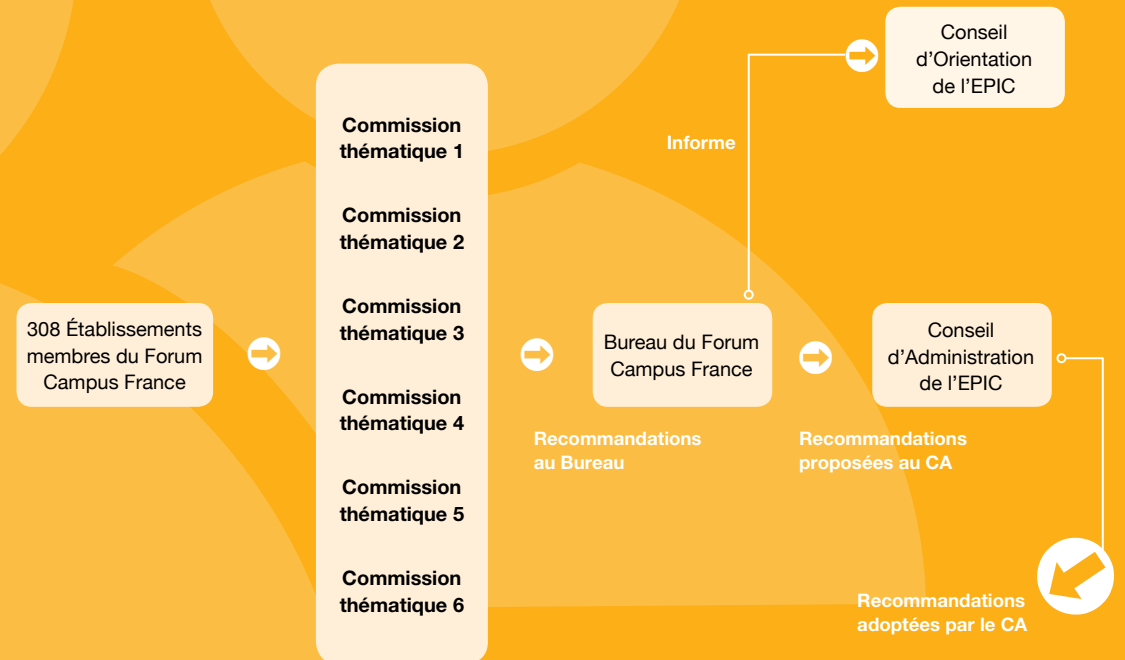 308 Établissements
membres du Forum
Campus France
Commission
thématique 1
Commission
thématique 2
Commission
thématique 3
Commission
thématique 4
Commission
thématique 5
Commission
thématique 6
Recommandations
au Bureau
Bureau du Forum
Campus France
Informe
Conseil
d’Orientation
de l’EPIC
Recommandations
proposées au CA
Conseil
d’Administration
de l’EPIC
Recommandations
adoptées par le CA